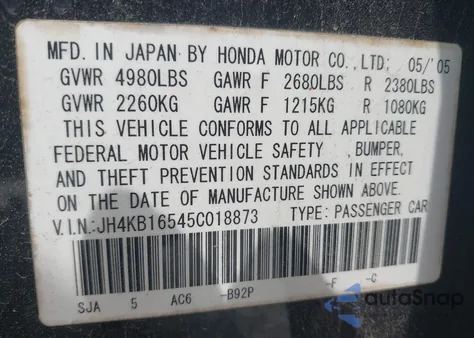 MFD. IN JAPAN BY HONDA MOTOR CO.,LTD; 05/'05
GVWR 4980LBS GAWR F 2680LBS R 2380LBS
GVWR 2260KG GAWR F 1215KG R 1080KG
THIS VEHICLE CONFORMS TO ALL APPLICABLE
FEDERAL MOTOR VEHICLE SAFETY ,BUMPER,
AND THEFT PREVENTION STANDARDS IN EFFECT
ON THE DATE OF MANUFACTURE SHOWN ABOVE.
V.I.N:JH4KB16545C018873 TYPE: PASSENGER CAR
SJA 5 AC6 -B92P -F -C
autoSnap